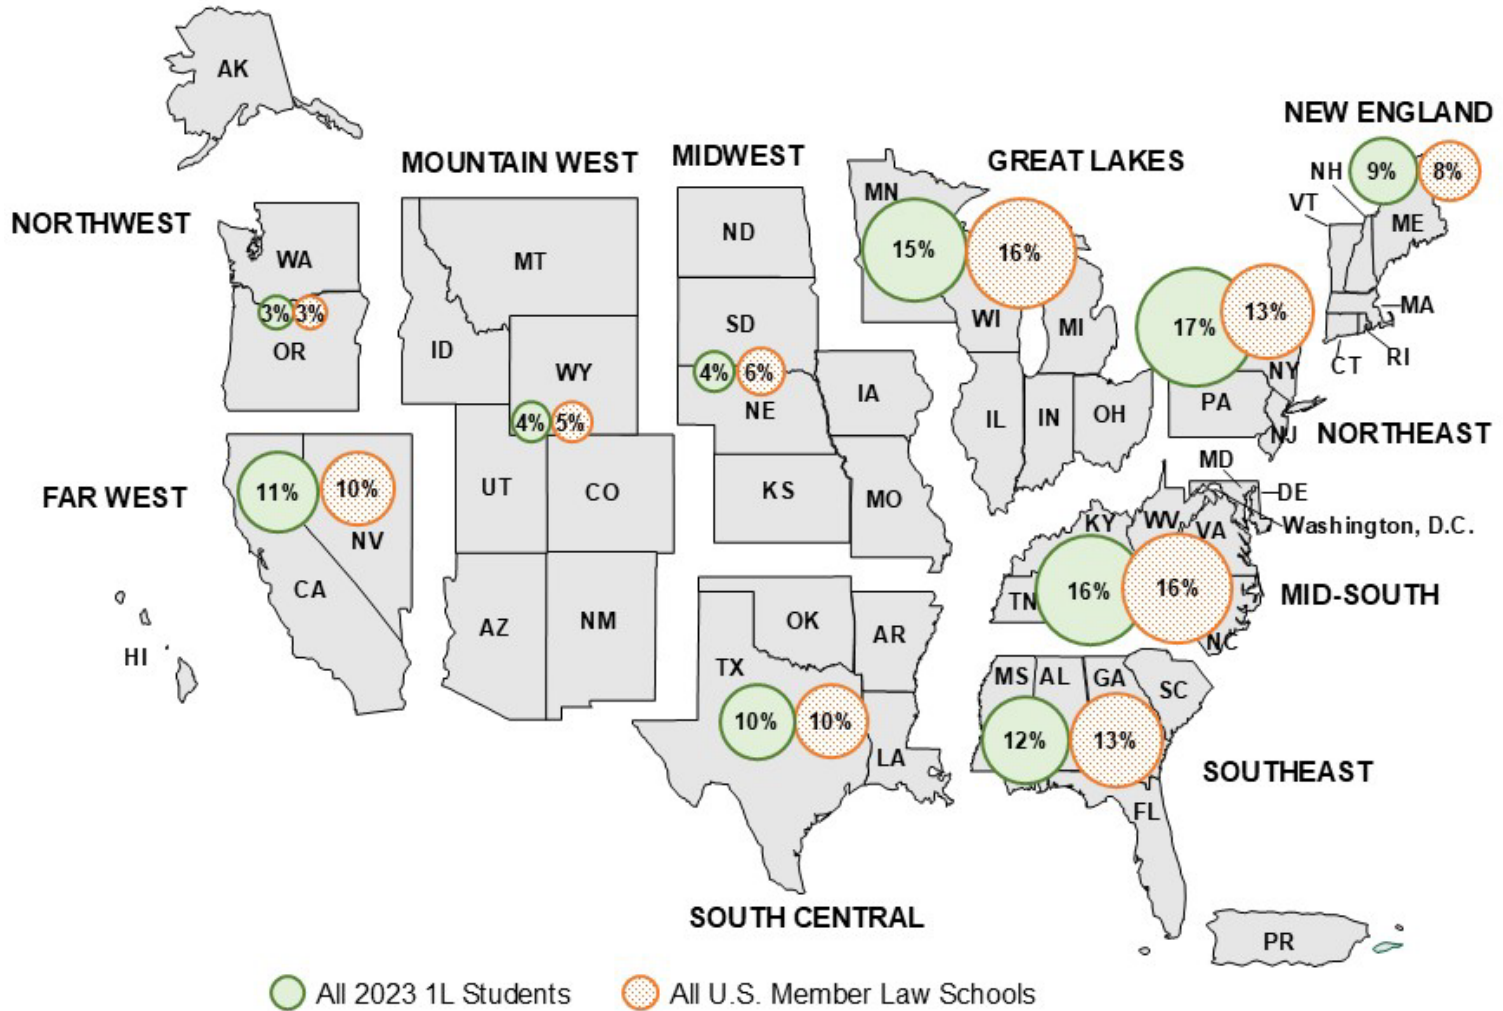 AK
NEW ENGLAND
MOUNTAIN WEST
MIDWEST
GREAT LAKES
NH
9%
8%
MN
VT
NORTHWEST
ND
ME
WA
MT
15%
16%
MA
3%
3%
SD
WI
MI
17%
13%
OR
ID
RI
CT
WY
4%
6%
NY
IA
NE
PA
4%
5%
IL
IN
OH
NJ
NORTHEAST
MD
FAR WEST
11%
10%
UT
CO
KS
MO
DE
NV
KY
WV
VA
Washington, D.C.
CA
TN
16%
16%
MID-SOUTH
AZ
NM
OK
AR
NC
HI
TX
MS
AL
GA
SC
10%
10%
12%
13%
LA
SOUTHEAST
FL
SOUTH CENTRAL
PR
All 2023 1L Students
All U.S. Member Law Schools